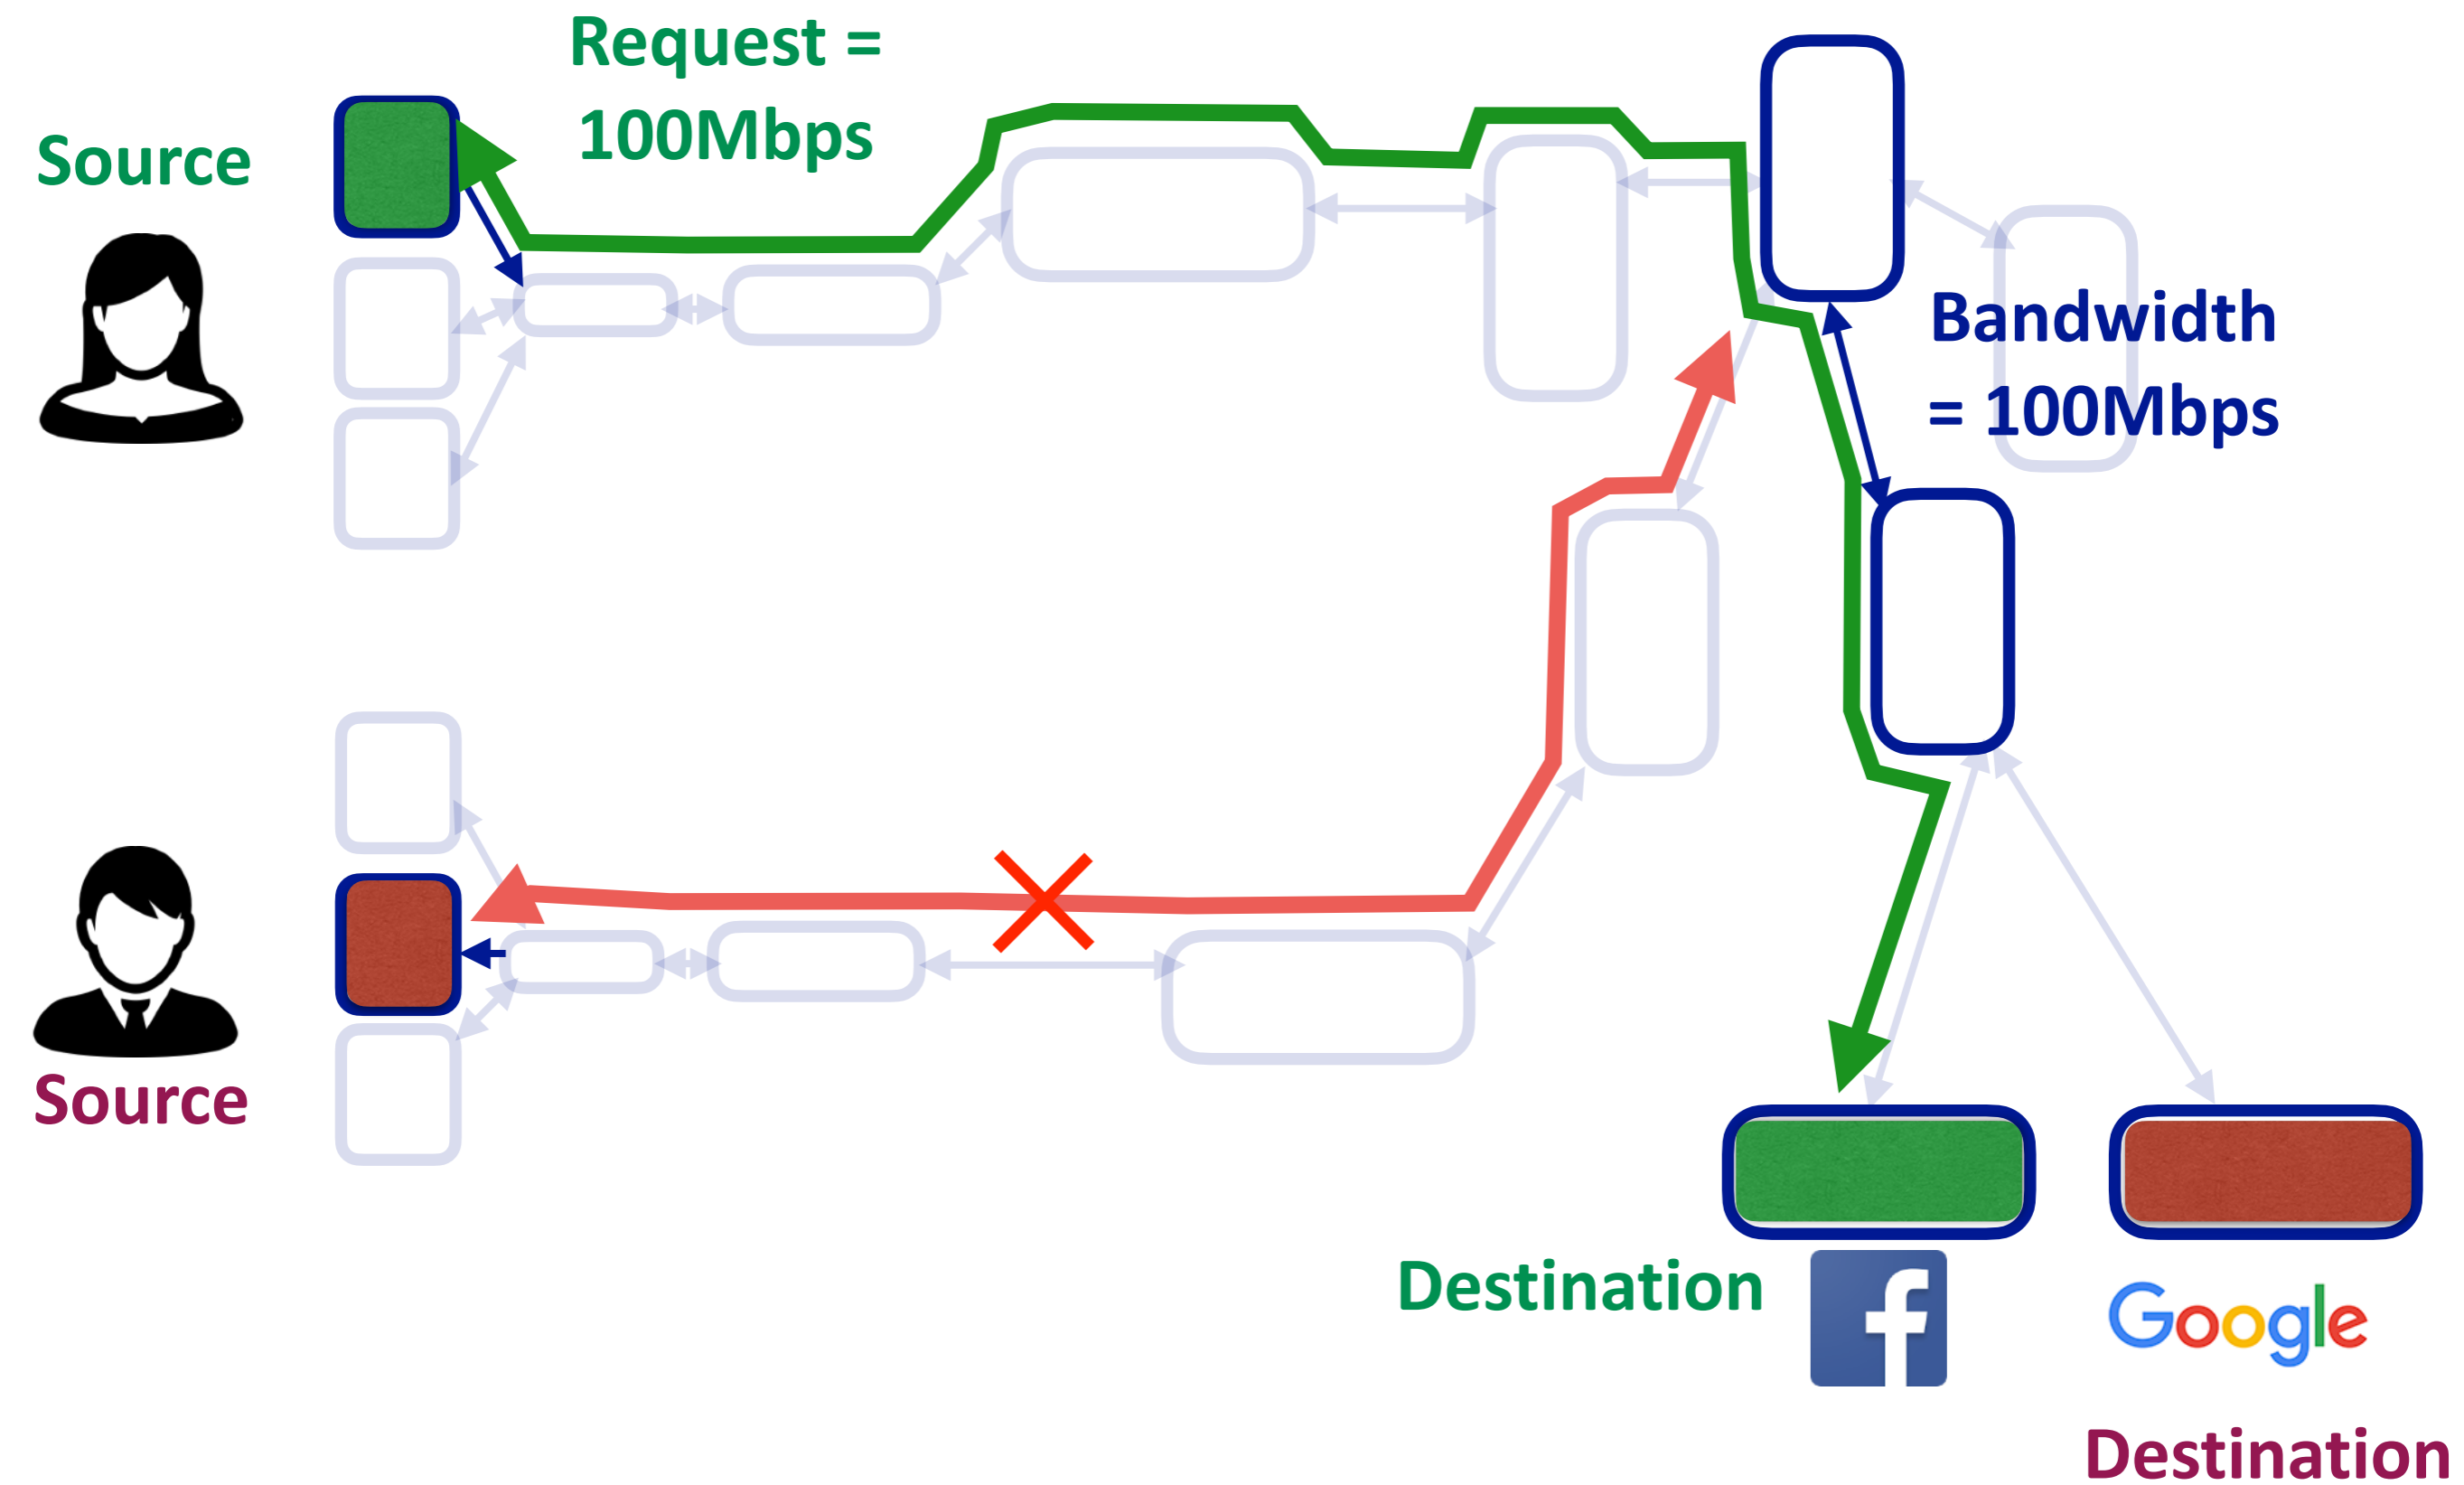 Request =
100Mbps
Source
Bandwidth
= 100Mbps
Source
Destination
f
Google
Destination